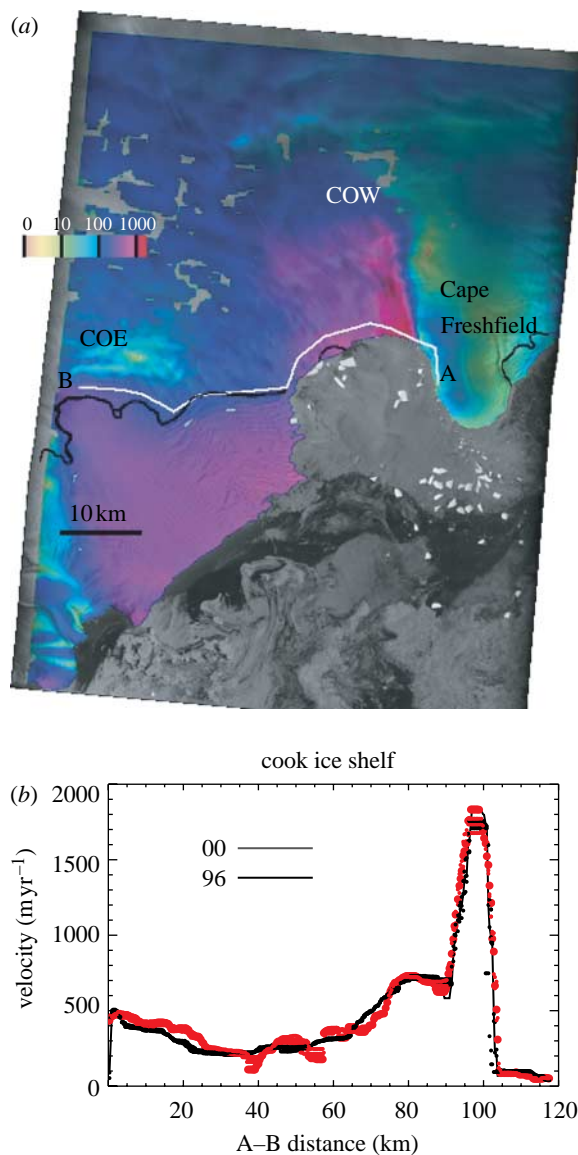 (a)
COW
0 10 100 1000
Cape
Freshfield
COE
B
A
10 km
cook ice shelf
(b)
2000
1500
1000
500
0
00
96
velocity (m yr⁻¹)
20 40 60 80 100 120
A–B distance (km)